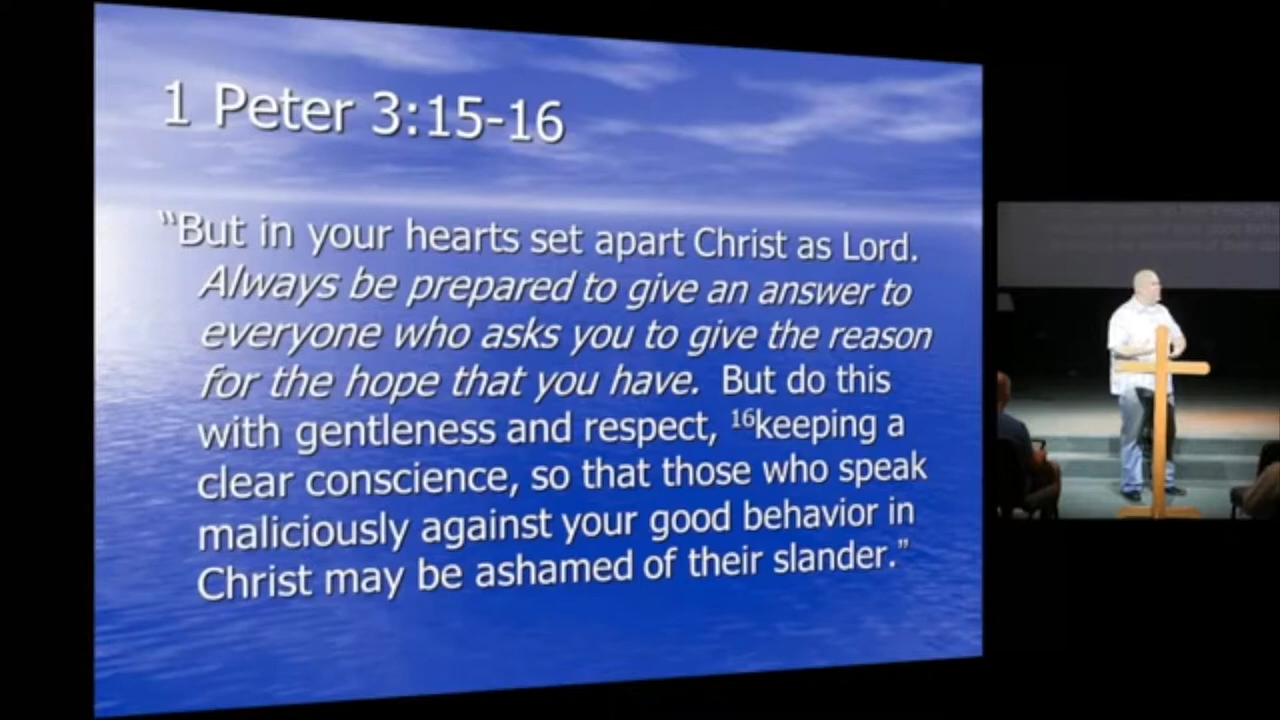 1 Peter 3:15-16
“But in your hearts set apart Christ as Lord.
Always be prepared to give an answer to
everyone who asks you to give the reason
for the hope that you have. But do this
with gentleness and respect, 16keeping a
clear conscience, so that those who speak
maliciously against your good behavior in
Christ may be ashamed of their slander.”